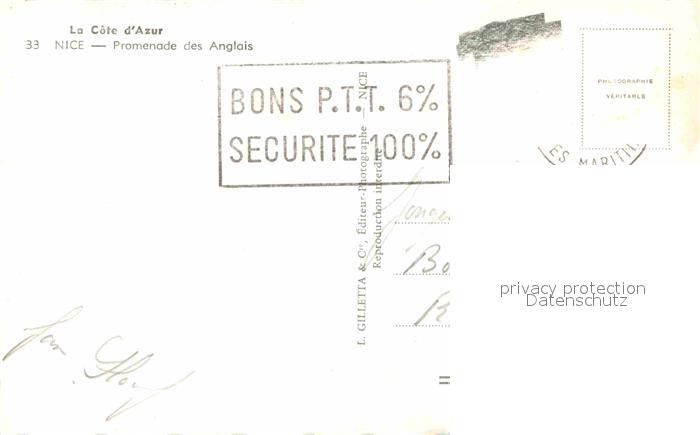 La Côte d'Azur
33 NICE — Promenade des Anglais
BONS P.T.T. 6%
SECURITE 100%
L. GILLETTA & Cie, Éditeur-Photographe — NICE
Reproduction interdite
PHOTOGRAPHIE
VÉRITABLE
ES MARITI
privacy protection
Datenschutz